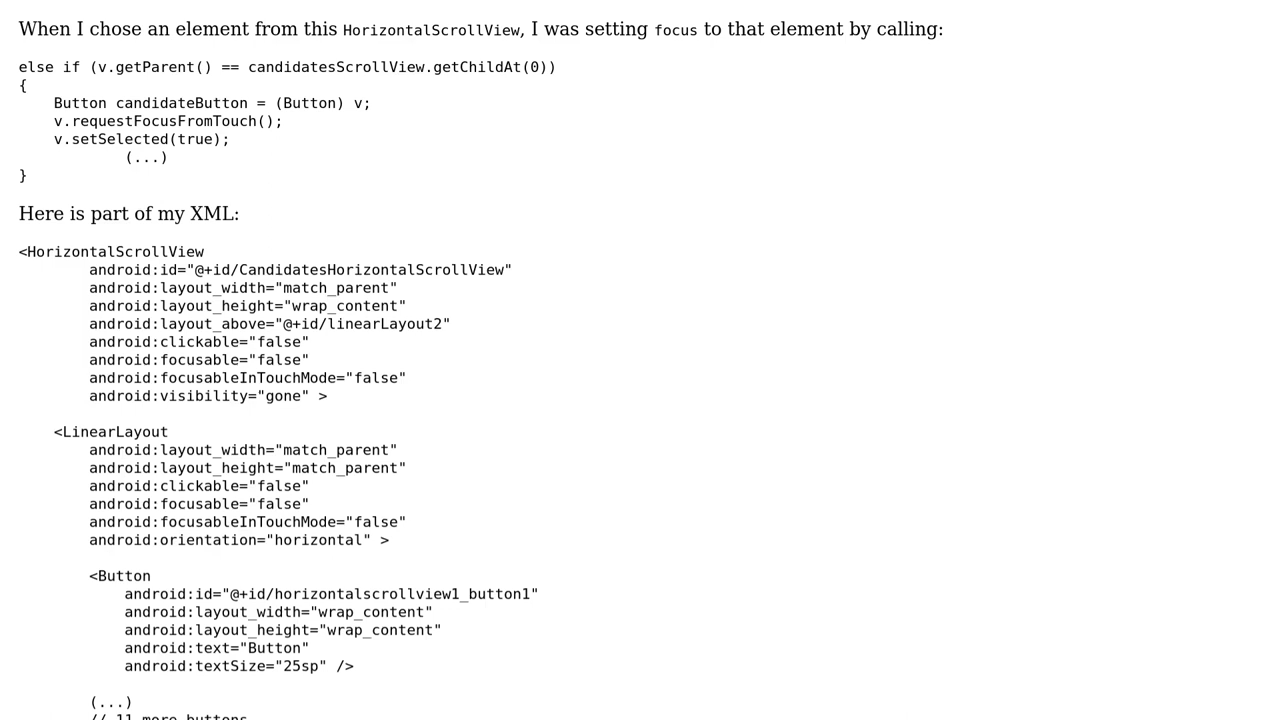 When I chose an element from this HorizontalScrollView, I was setting focus to that element by calling:
else if (v.getParent() == candidatesScrollView.getChildAt(0))
{
    Button candidateButton = (Button) v;
    v.requestFocusFromTouch();
    v.setSelected(true);
            (...)
}
Here is part of my XML:
<HorizontalScrollView
        android:id="@+id/CandidatesHorizontalScrollView"
        android:layout_width="match_parent"
        android:layout_height="wrap_content"
        android:layout_above="@+id/linearLayout2"
        android:clickable="false"
        android:focusable="false"
        android:focusableInTouchMode="false"
        android:visibility="gone" >
    <LinearLayout
        android:layout_width="match_parent"
        android:layout_height="match_parent"
        android:clickable="false"
        android:focusable="false"
        android:focusableInTouchMode="false"
        android:orientation="horizontal" >
        <Button
            android:id="@+id/horizontalscrollview1_button1"
            android:layout_width="wrap_content"
            android:layout_height="wrap_content"
            android:text="Button"
            android:textSize="25sp" />
        (...)
        // 11 more buttons